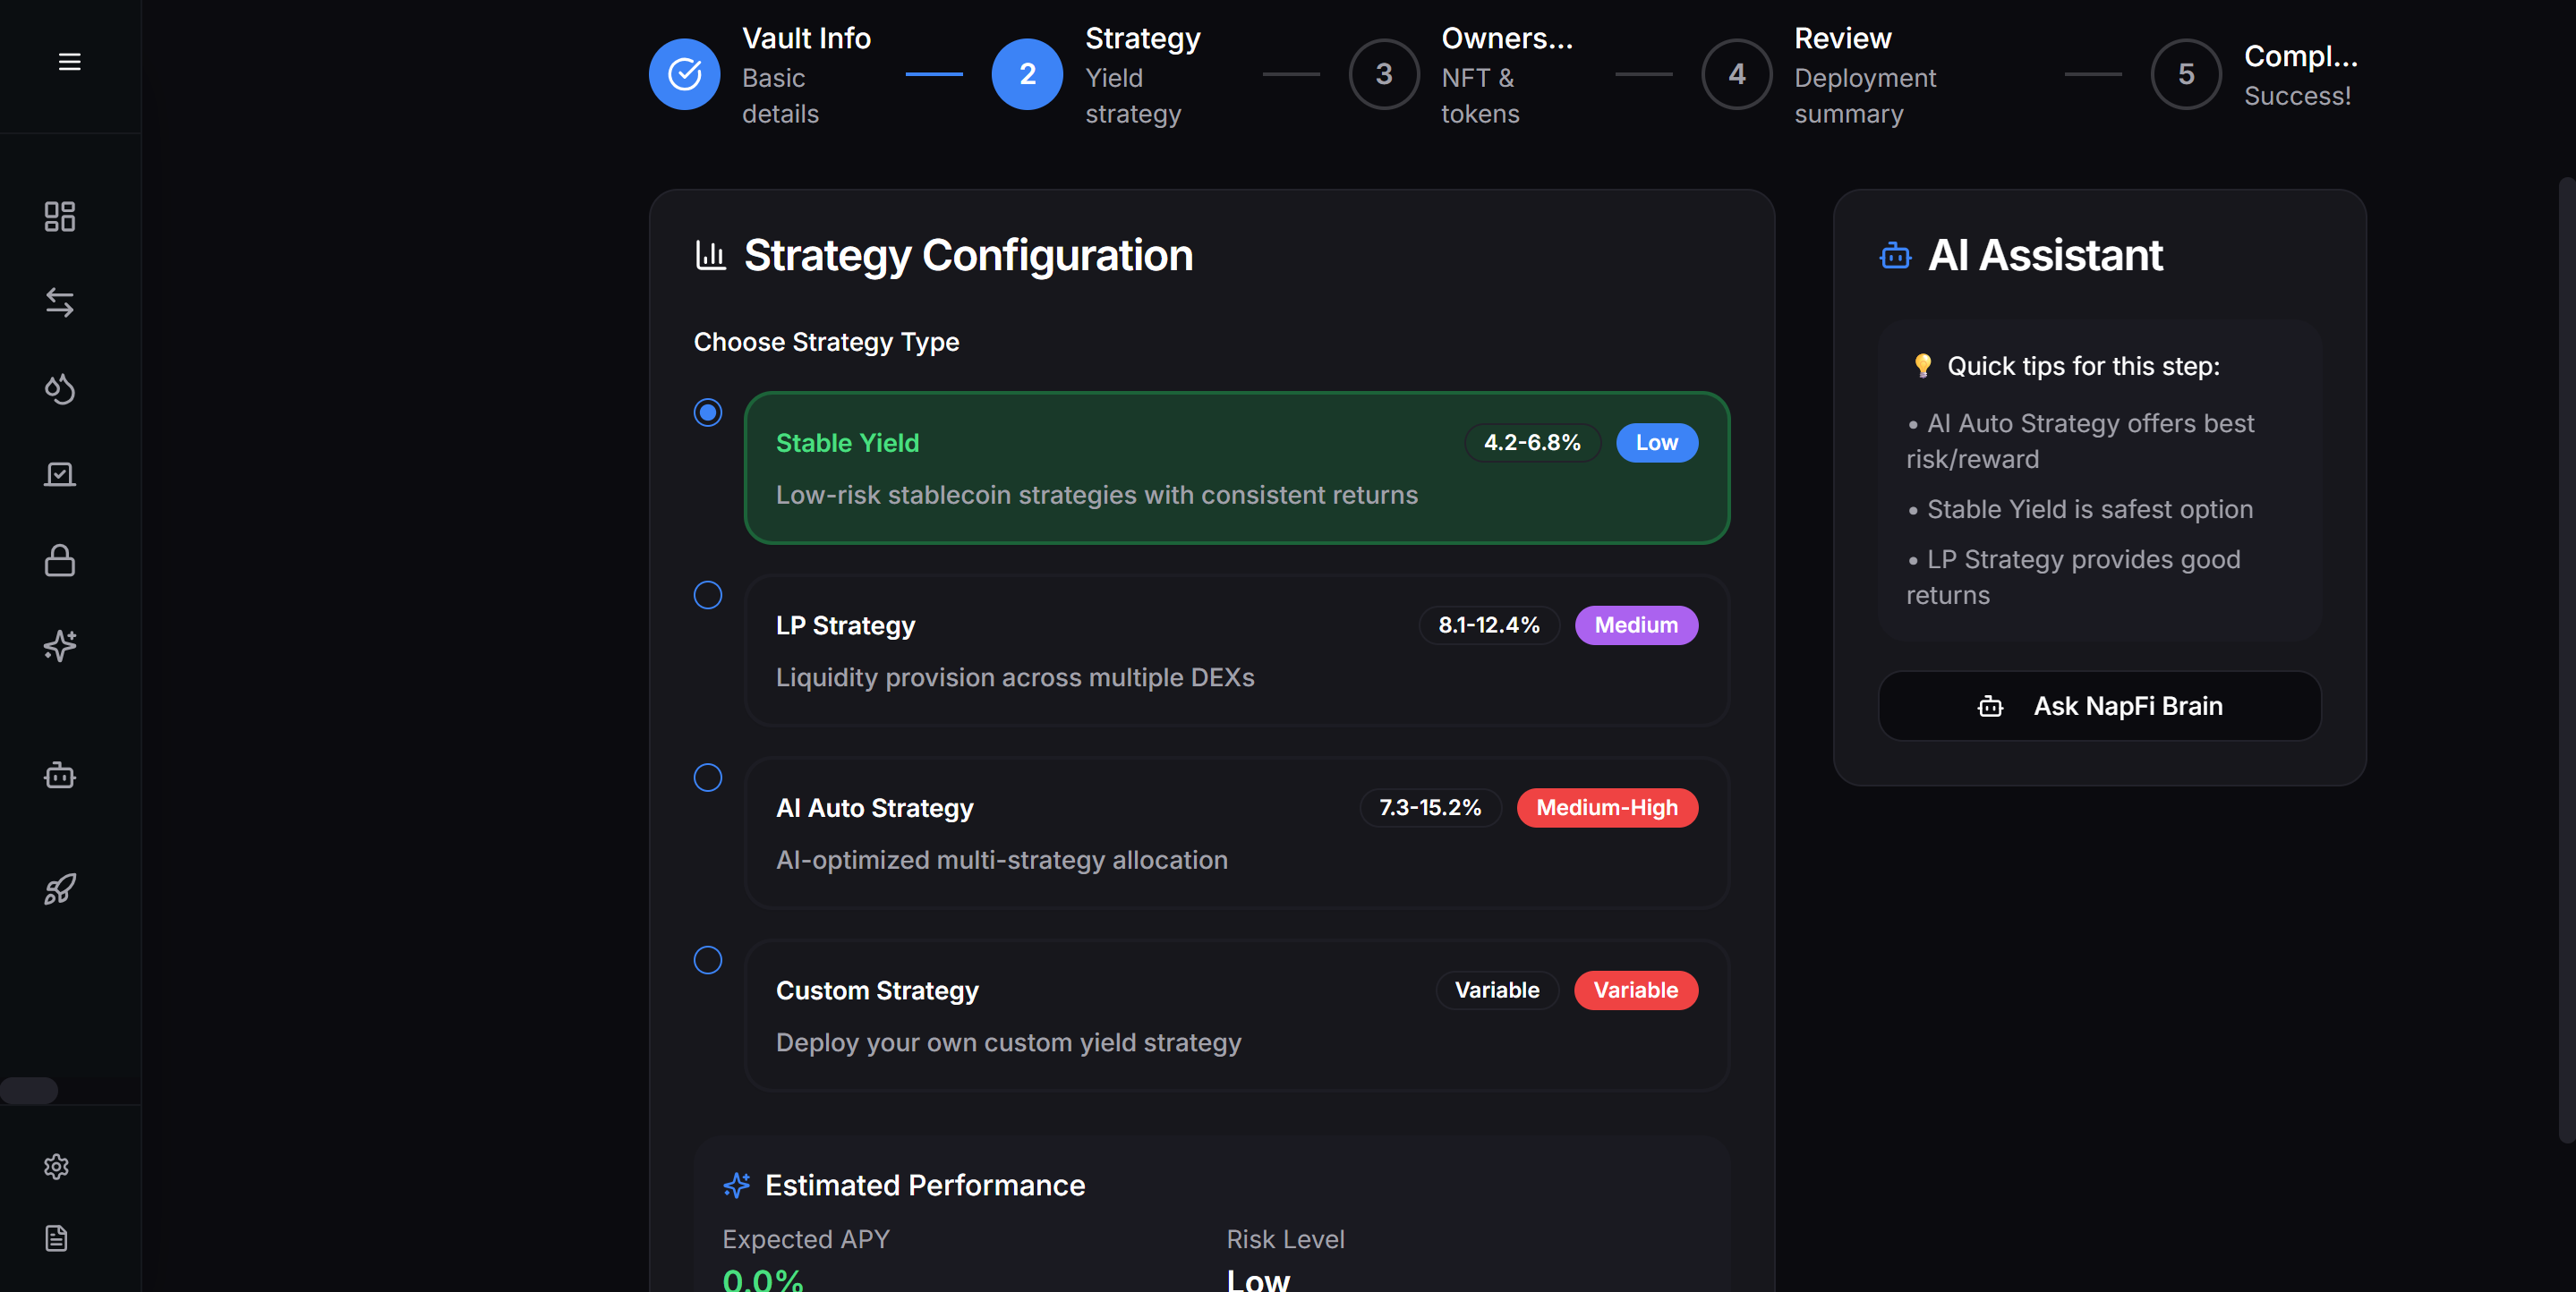 Vault Info
Basic
details
2
Strategy
Yield
strategy
3
Owners...
NFT &
tokens
4
Review
Deployment
summary
5
Compl...
Success!
Strategy Configuration
Choose Strategy Type
Stable Yield
4.2-6.8%
Low
Low-risk stablecoin strategies with consistent returns
LP Strategy
8.1-12.4%
Medium
Liquidity provision across multiple DEXs
AI Auto Strategy
7.3-15.2%
Medium-High
AI-optimized multi-strategy allocation
Custom Strategy
Variable
Variable
Deploy your own custom yield strategy
Estimated Performance
Expected APY
0.0%
Risk Level
Low
AI Assistant
💡 Quick tips for this step:
• AI Auto Strategy offers best
risk/reward
• Stable Yield is safest option
• LP Strategy provides good
returns
Ask NapFi Brain